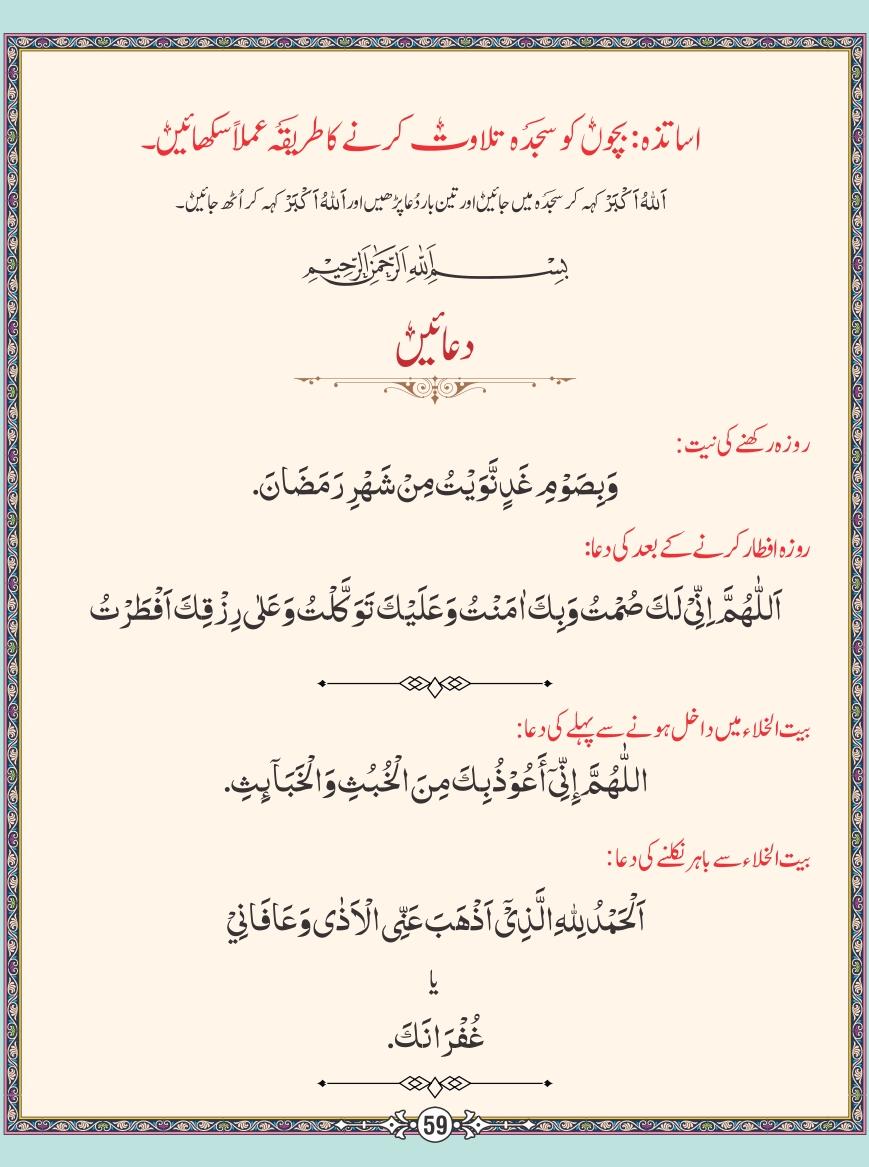 اساتذہ: بچوں کو سجدہ تلاوت کرنے کا طریقہ عملاً سکھائیں۔
اَللهُ اَكْبَرْ کہہ کر سجدہ میں جائیں اور تین بار دُعا پڑھیں اور اَللهُ اَكْبَرْ کہہ کر اُٹھ جائیں۔
بِسْمِ اللهِ الرَّحْمٰنِ الرَّحِيْمِ
دعائیں
روزہ رکھنے کی نیت:
وَبِصَوْمِ غَدٍ نَّوَيْتُ مِنْ شَهْرِ رَمَضَانَ.
روزہ افطار کرنے کے بعد کی دعا:
اَللّٰهُمَّ اِنِّىْ لَكَ صُمْتُ وَبِكَ اٰمَنْتُ وَعَلَيْكَ تَوَكَّلْتُ وَعَلٰى رِزْقِكَ اَفْطَرْتُ
بیت الخلاء میں داخل ہونے سے پہلے کی دعا:
اللّٰهُمَّ إِنِّىْٓ أَعُوْذُ بِكَ مِنَ الْخُبُثِ وَالْخَبَآئِثِ.
بیت الخلاء سے باہر نکلنے کی دعا:
اَلْحَمْدُ لِلّٰهِ الَّذِىْٓ اَذْهَبَ عَنِّى الْاَذٰى وَعَافَانِىْ
یا
غُفْرَانَكَ.
59